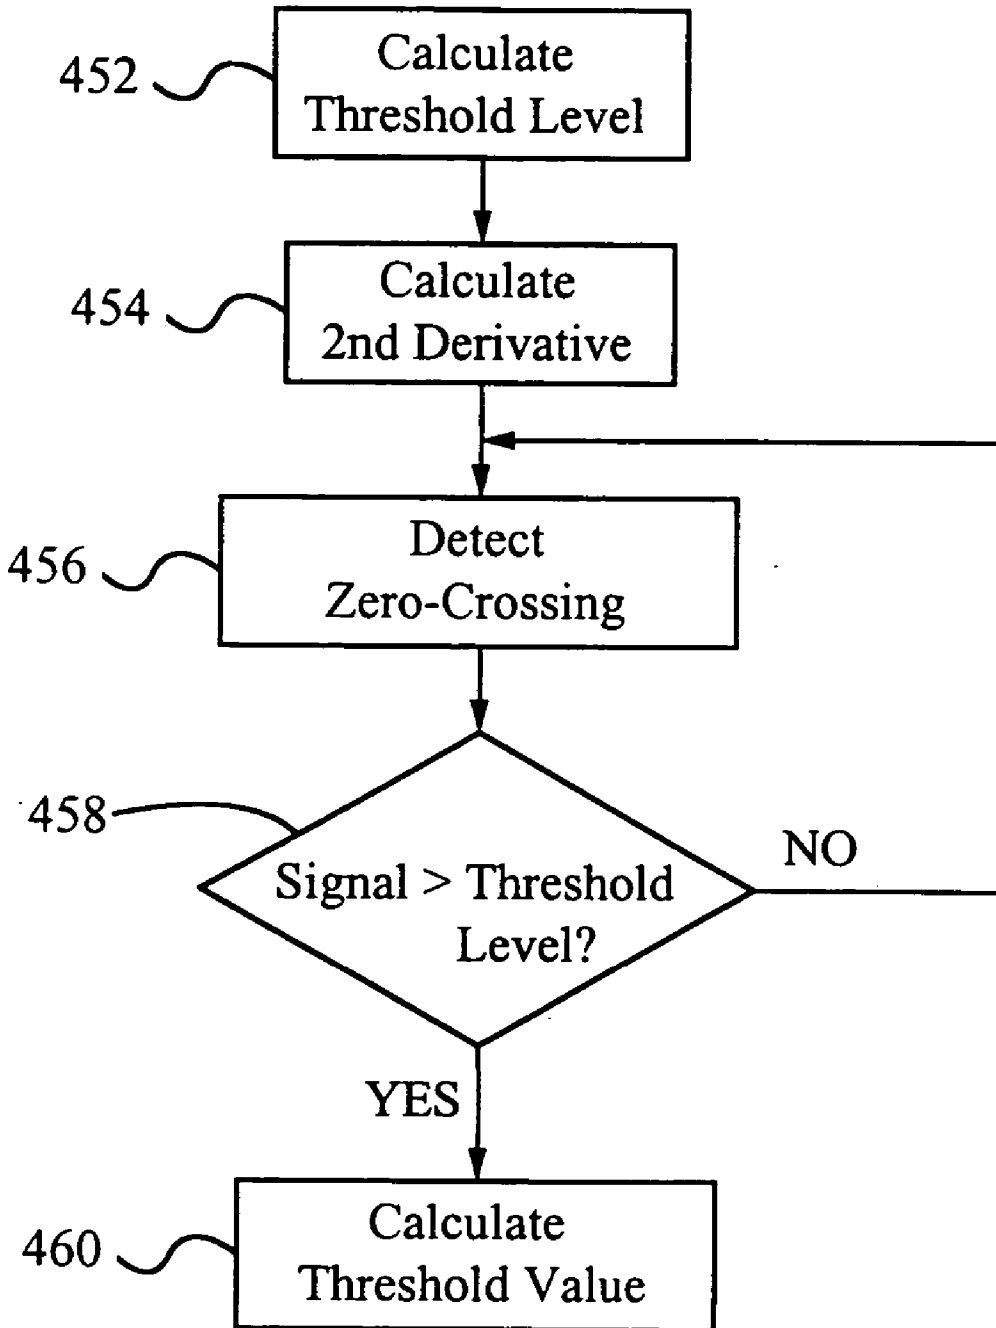 452
Calculate
Threshold Level
454
Calculate
2nd Derivative
456
Detect
Zero-Crossing
458
Signal > Threshold
Level?
NO
YES
460
Calculate
Threshold Value